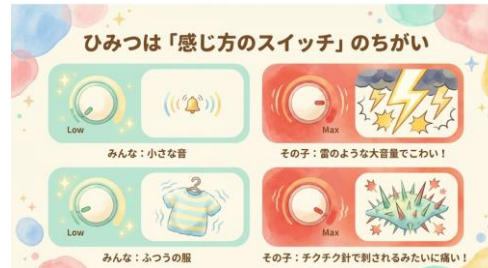 ひみつは「感じ方のスイッチ」のちがい
Low
Max
みんな：小さな音
その子：雷のような大音量でこわい！
Low
Max
みんな：ふつうの服
その子：チクチク針で刺されるみたいに痛い！